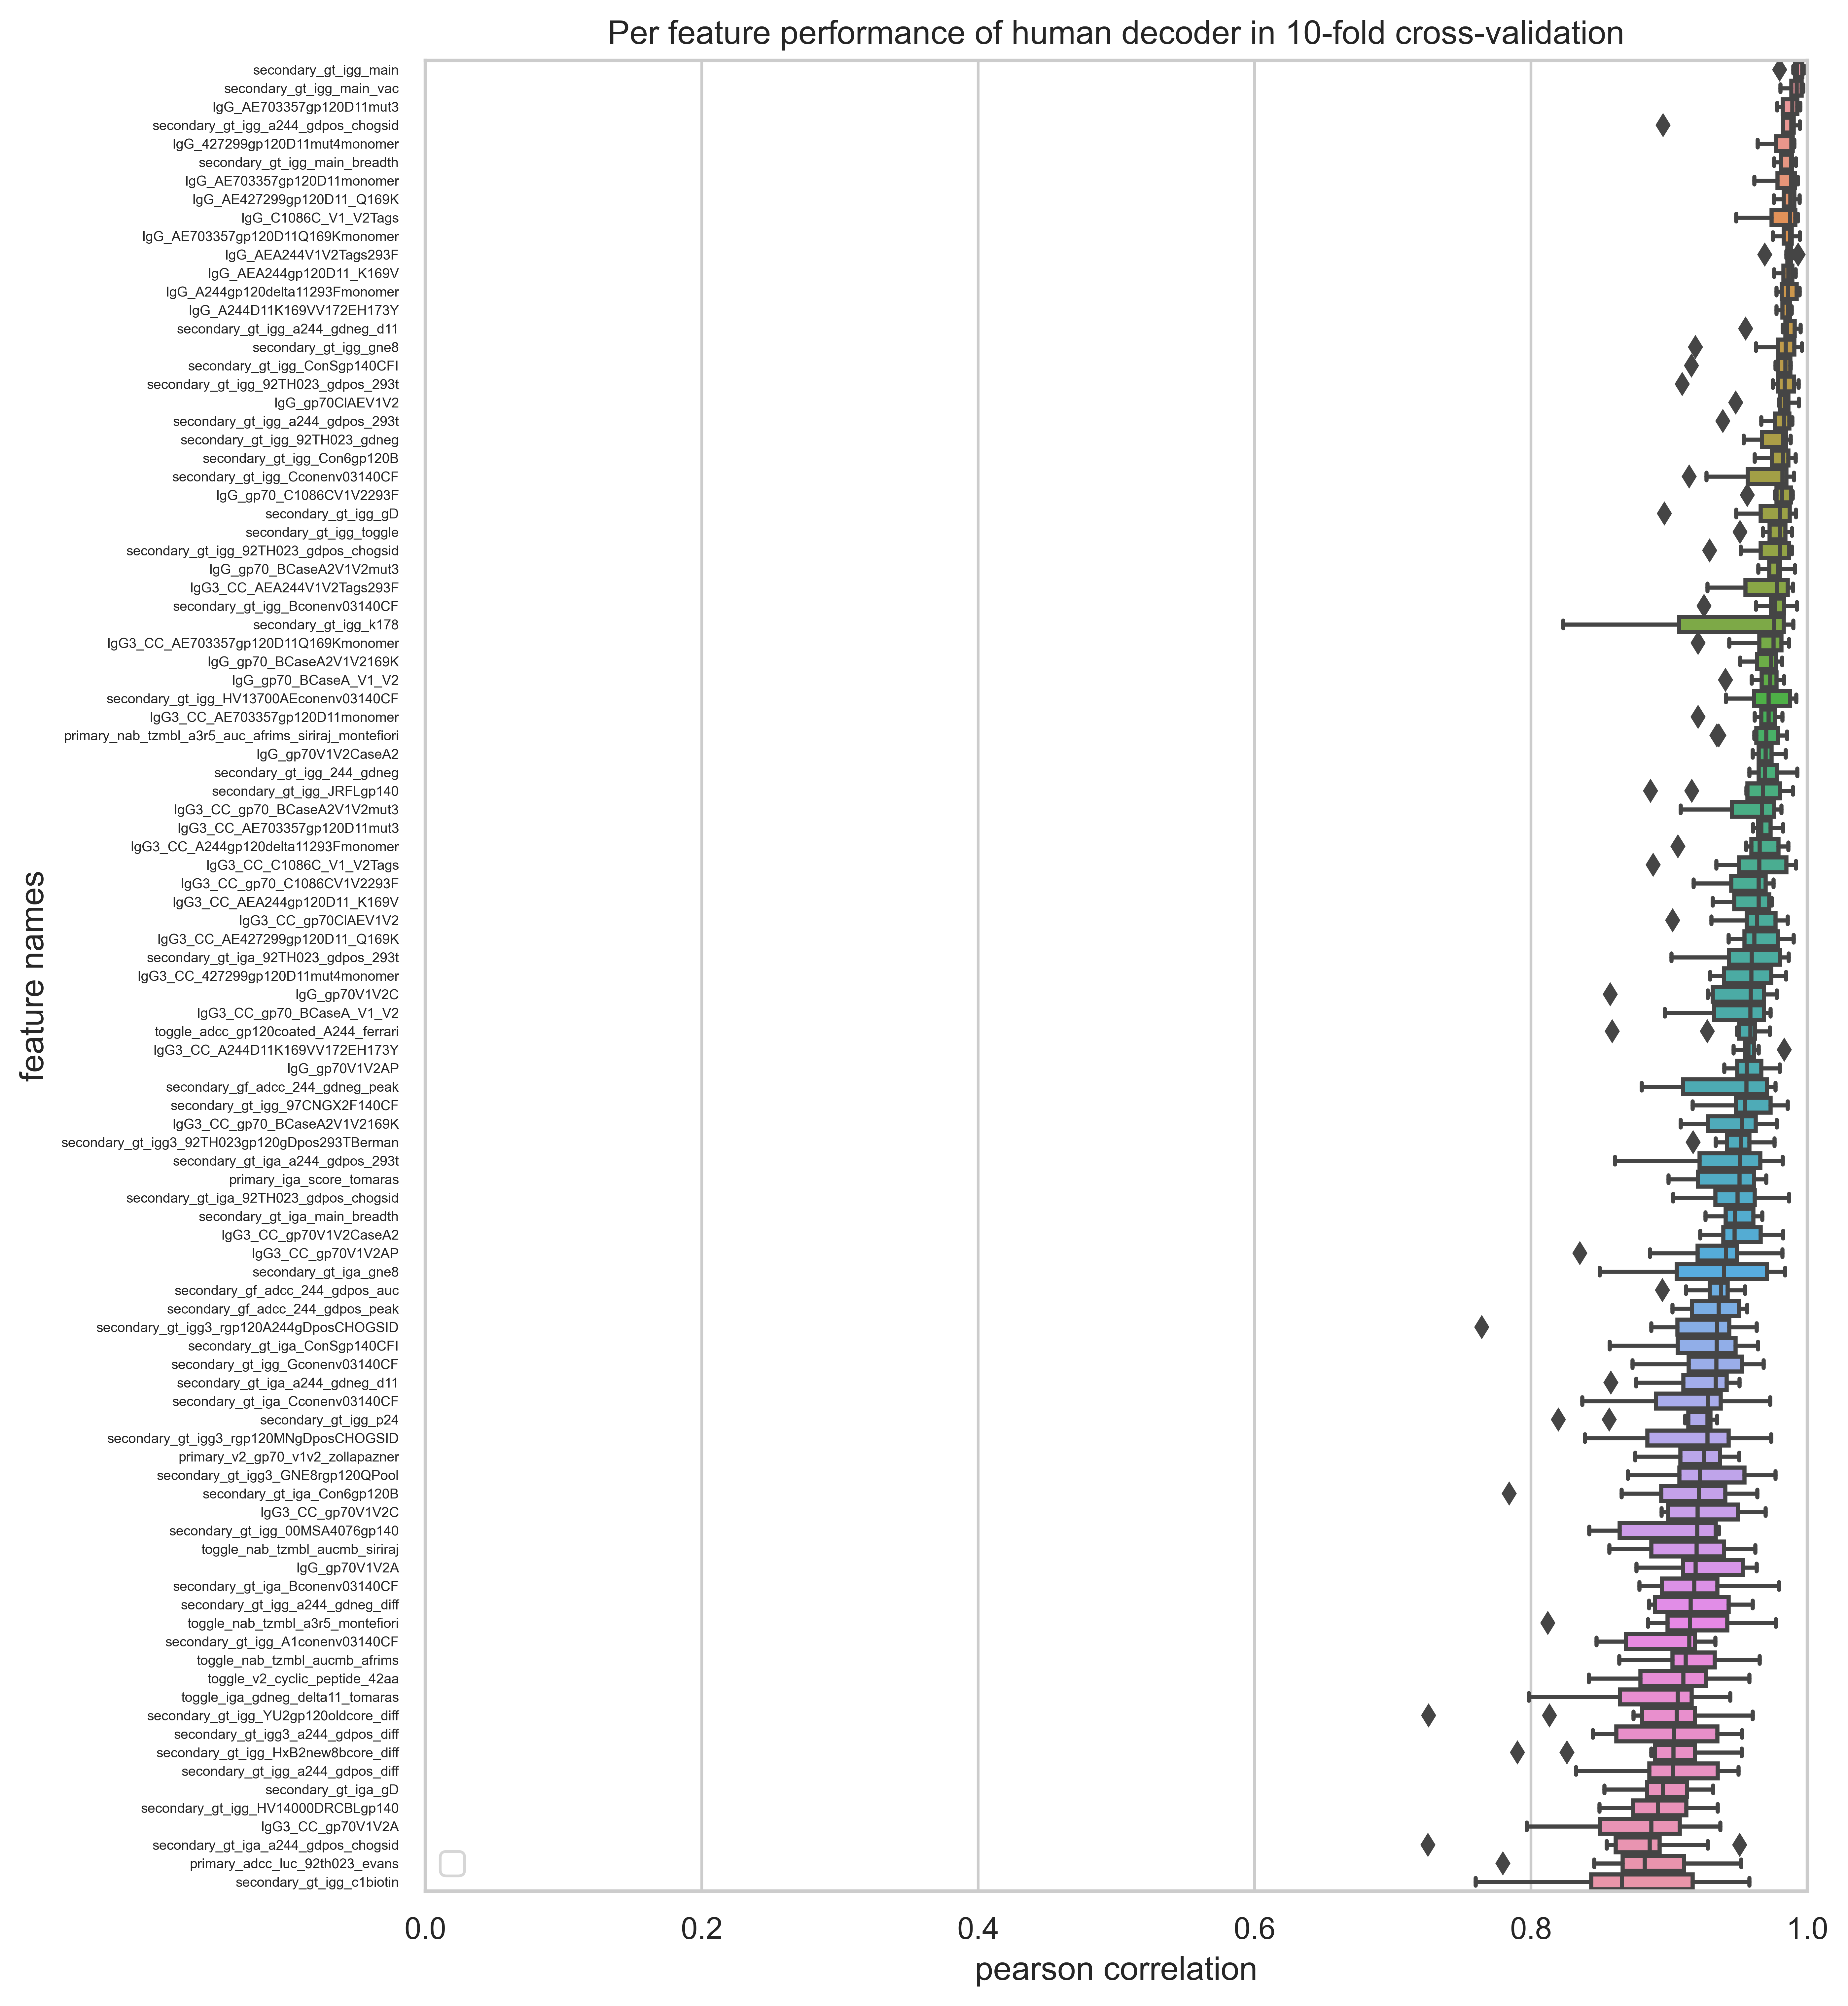 Per feature performance of human decoder in 10-fold cross-validation
secondary_gt_igg_main
secondary_gt_igg_main_vac
IgG_AE703357gp120D11mut3
secondary_gt_igg_a244_gdpos_chogsid
IgG_427299gp120D11mut4monomer
secondary_gt_igg_main_breadth
IgG_AE703357gp120D11monomer
IgG_AE427299gp120D11_Q169K
IgG_C1086C_V1_V2Tags
IgG_AE703357gp120D11Q169Kmonomer
IgG_AEA244V1V2Tags293F
IgG_AEA244gp120D11_K169V
IgG_A244gp120delta11293Fmonomer
IgG_A244D11K169VV172EH173Y
secondary_gt_igg_a244_gdneg_d11
secondary_gt_igg_gne8
secondary_gt_igg_ConSgp140CFI
secondary_gt_igg_92TH023_gdpos_293t
IgG_gp70ClAEV1V2
secondary_gt_igg_a244_gdpos_293t
secondary_gt_igg_92TH023_gdneg
secondary_gt_igg_Con6gp120B
secondary_gt_igg_Cconenv03140CF
IgG_gp70_C1086CV1V2293F
secondary_gt_igg_gD
secondary_gt_igg_toggle
secondary_gt_igg_92TH023_gdpos_chogsid
IgG_gp70_BCaseA2V1V2mut3
IgG3_CC_AEA244V1V2Tags293F
secondary_gt_igg_Bconenv03140CF
secondary_gt_igg_k178
IgG3_CC_AE703357gp120D11Q169Kmonomer
IgG_gp70_BCaseA2V1V2169K
IgG_gp70_BCaseA_V1_V2
secondary_gt_igg_HV13700AEconenv03140CF
IgG3_CC_AE703357gp120D11monomer
primary_nab_tzmbl_a3r5_auc_afrims_siriraj_montefiori
IgG_gp70V1V2CaseA2
secondary_gt_igg_244_gdneg
secondary_gt_igg_JRFLgp140
IgG3_CC_gp70_BCaseA2V1V2mut3
IgG3_CC_AE703357gp120D11mut3
IgG3_CC_A244gp120delta11293Fmonomer
IgG3_CC_C1086C_V1_V2Tags
IgG3_CC_gp70_C1086CV1V2293F
IgG3_CC_AEA244gp120D11_K169V
IgG3_CC_gp70ClAEV1V2
IgG3_CC_AE427299gp120D11_Q169K
secondary_gt_iga_92TH023_gdpos_293t
IgG3_CC_427299gp120D11mut4monomer
IgG_gp70V1V2C
IgG3_CC_gp70_BCaseA_V1_V2
toggle_adcc_gp120coated_A244_ferrari
IgG3_CC_A244D11K169VV172EH173Y
IgG_gp70V1V2AP
secondary_gf_adcc_244_gdneg_peak
secondary_gt_igg_97CNGX2F140CF
IgG3_CC_gp70_BCaseA2V1V2169K
secondary_gt_igg3_92TH023gp120gDpos293TBerman
secondary_gt_iga_a244_gdpos_293t
primary_iga_score_tomaras
secondary_gt_iga_92TH023_gdpos_chogsid
secondary_gt_iga_main_breadth
IgG3_CC_gp70V1V2CaseA2
IgG3_CC_gp70V1V2AP
secondary_gt_iga_gne8
secondary_gf_adcc_244_gdpos_auc
secondary_gf_adcc_244_gdpos_peak
secondary_gt_igg3_rgp120A244gDposCHOGSID
secondary_gt_iga_ConSgp140CFI
secondary_gt_igg_Gconenv03140CF
secondary_gt_iga_a244_gdneg_d11
secondary_gt_iga_Cconenv03140CF
secondary_gt_igg_p24
secondary_gt_igg3_rgp120MNgDposCHOGSID
primary_v2_gp70_v1v2_zollapazner
secondary_gt_igg3_GNE8rgp120QPool
secondary_gt_iga_Con6gp120B
IgG3_CC_gp70V1V2C
secondary_gt_igg_00MSA4076gp140
toggle_nab_tzmbl_aucmb_siriraj
IgG_gp70V1V2A
secondary_gt_iga_Bconenv03140CF
secondary_gt_igg_a244_gdneg_diff
toggle_nab_tzmbl_a3r5_montefiori
secondary_gt_igg_A1conenv03140CF
toggle_nab_tzmbl_aucmb_afrims
toggle_v2_cyclic_peptide_42aa
toggle_iga_gdneg_delta11_tomaras
secondary_gt_igg_YU2gp120oldcore_diff
secondary_gt_igg3_a244_gdpos_diff
secondary_gt_igg_HxB2new8bcore_diff
secondary_gt_igg_a244_gdpos_diff
secondary_gt_iga_gD
secondary_gt_igg_HV14000DRCBLgp140
IgG3_CC_gp70V1V2A
secondary_gt_iga_a244_gdpos_chogsid
primary_adcc_luc_92th023_evans
secondary_gt_igg_c1biotin
feature names
0.0 0.2 0.4 0.6 0.8 1.0
pearson correlation